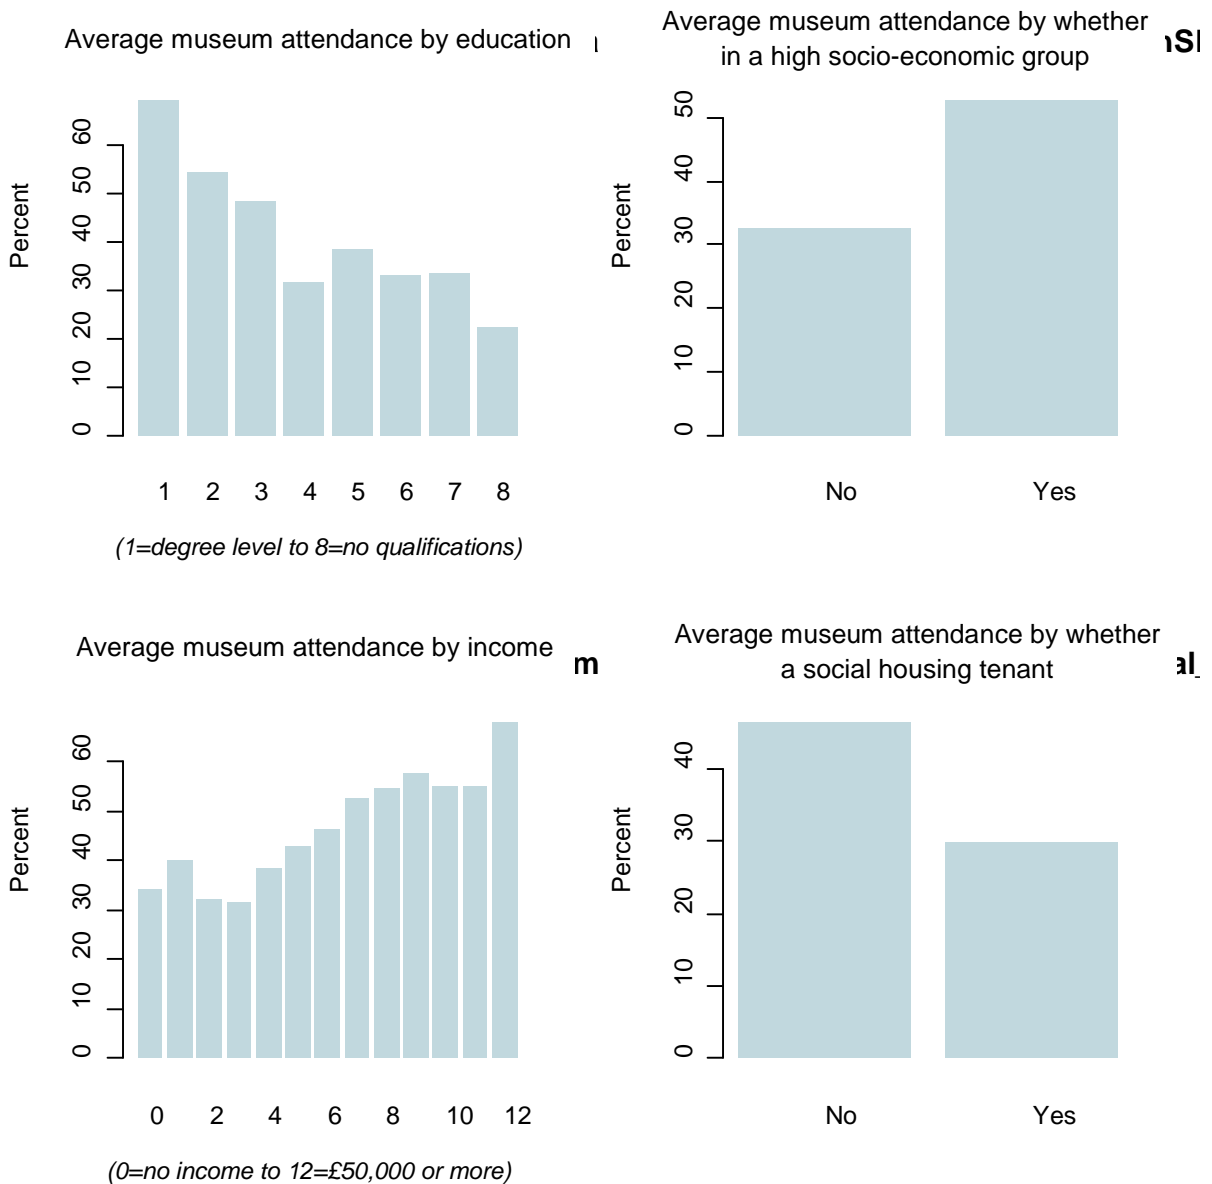 Average museum attendance by education
Percent
0 10 20 30 40 50 60
1 2 3 4 5 6 7 8
(1=degree level to 8=no qualifications)
Average museum attendance by whether
in a high socio-economic group
Percent
0 10 20 30 40 50
No Yes
Average museum attendance by income
m
Percent
0 10 20 30 40 50 60
0 2 4 6 8 10 12
(0=no income to 12=£50,000 or more)
Average museum attendance by whether
a social housing tenant
al_
Percent
0 10 20 30 40
No Yes